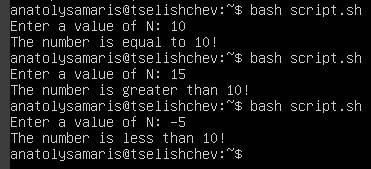 anatolysamaris@tselishchev:~$ bash script.sh
Enter a value of N: 10
The number is equal to 10!
anatolysamaris@tselishchev:~$ bash script.sh
Enter a value of N: 15
The number is greater than 10!
anatolysamaris@tselishchev:~$ bash script.sh
Enter a value of N: -5
The number is less than 10!
anatolysamaris@tselishchev:~$